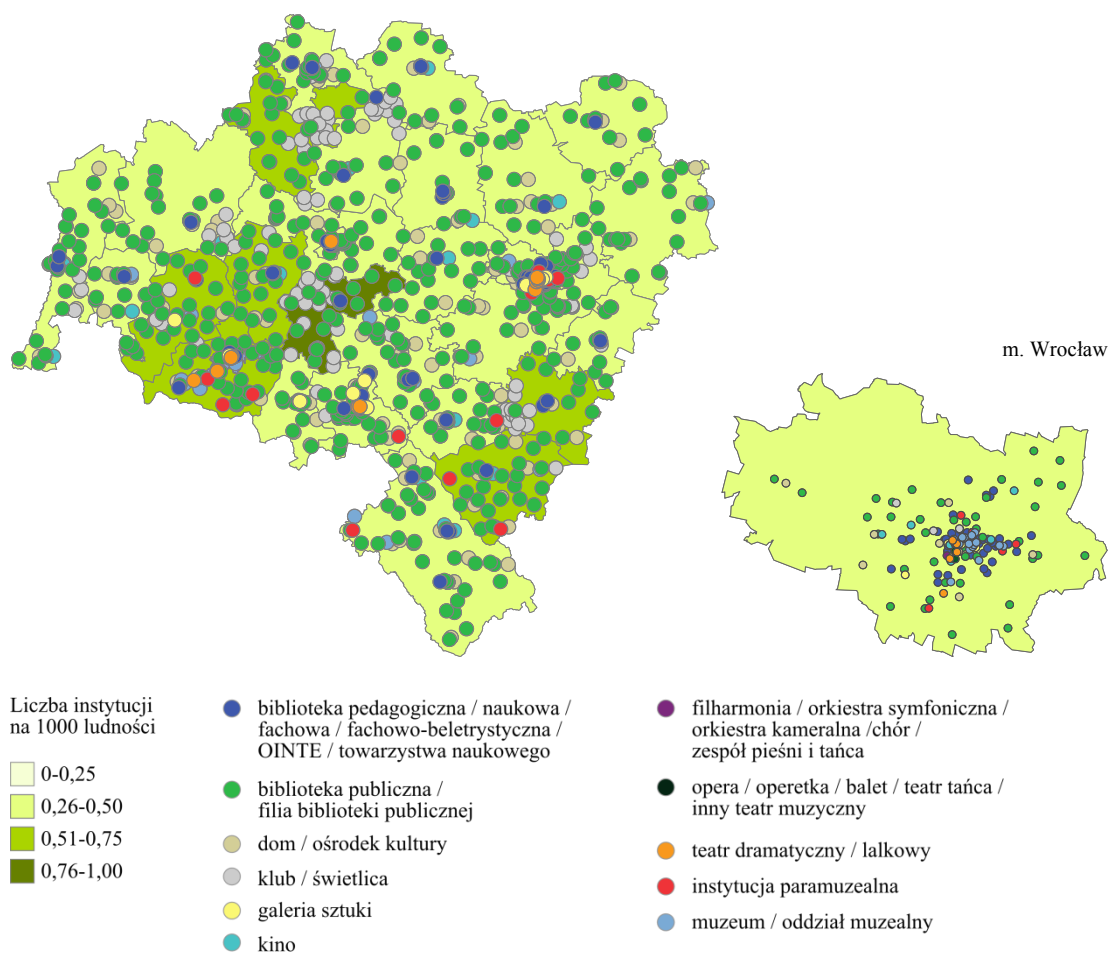 m. Wrocław
Liczba instytucji
na 1000 ludności
0-0,25
0,26-0,50
0,51-0,75
0,76-1,00
biblioteka pedagogiczna / naukowa /
fachowa / fachowo-beletrystyczna /
OINTE / towarzystwa naukowego
biblioteka publiczna /
filia biblioteki publicznej
dom / ośrodek kultury
klub / świetlica
galeria sztuki
kino
filharmonia / orkiestra symfoniczna /
orkiestra kameralna /chór /
zespół pieśni i tańca
opera / operetka / balet / teatr tańca /
inny teatr muzyczny
teatr dramatyczny / lalkowy
instytucja paramuzealna
muzeum / oddział muzealny